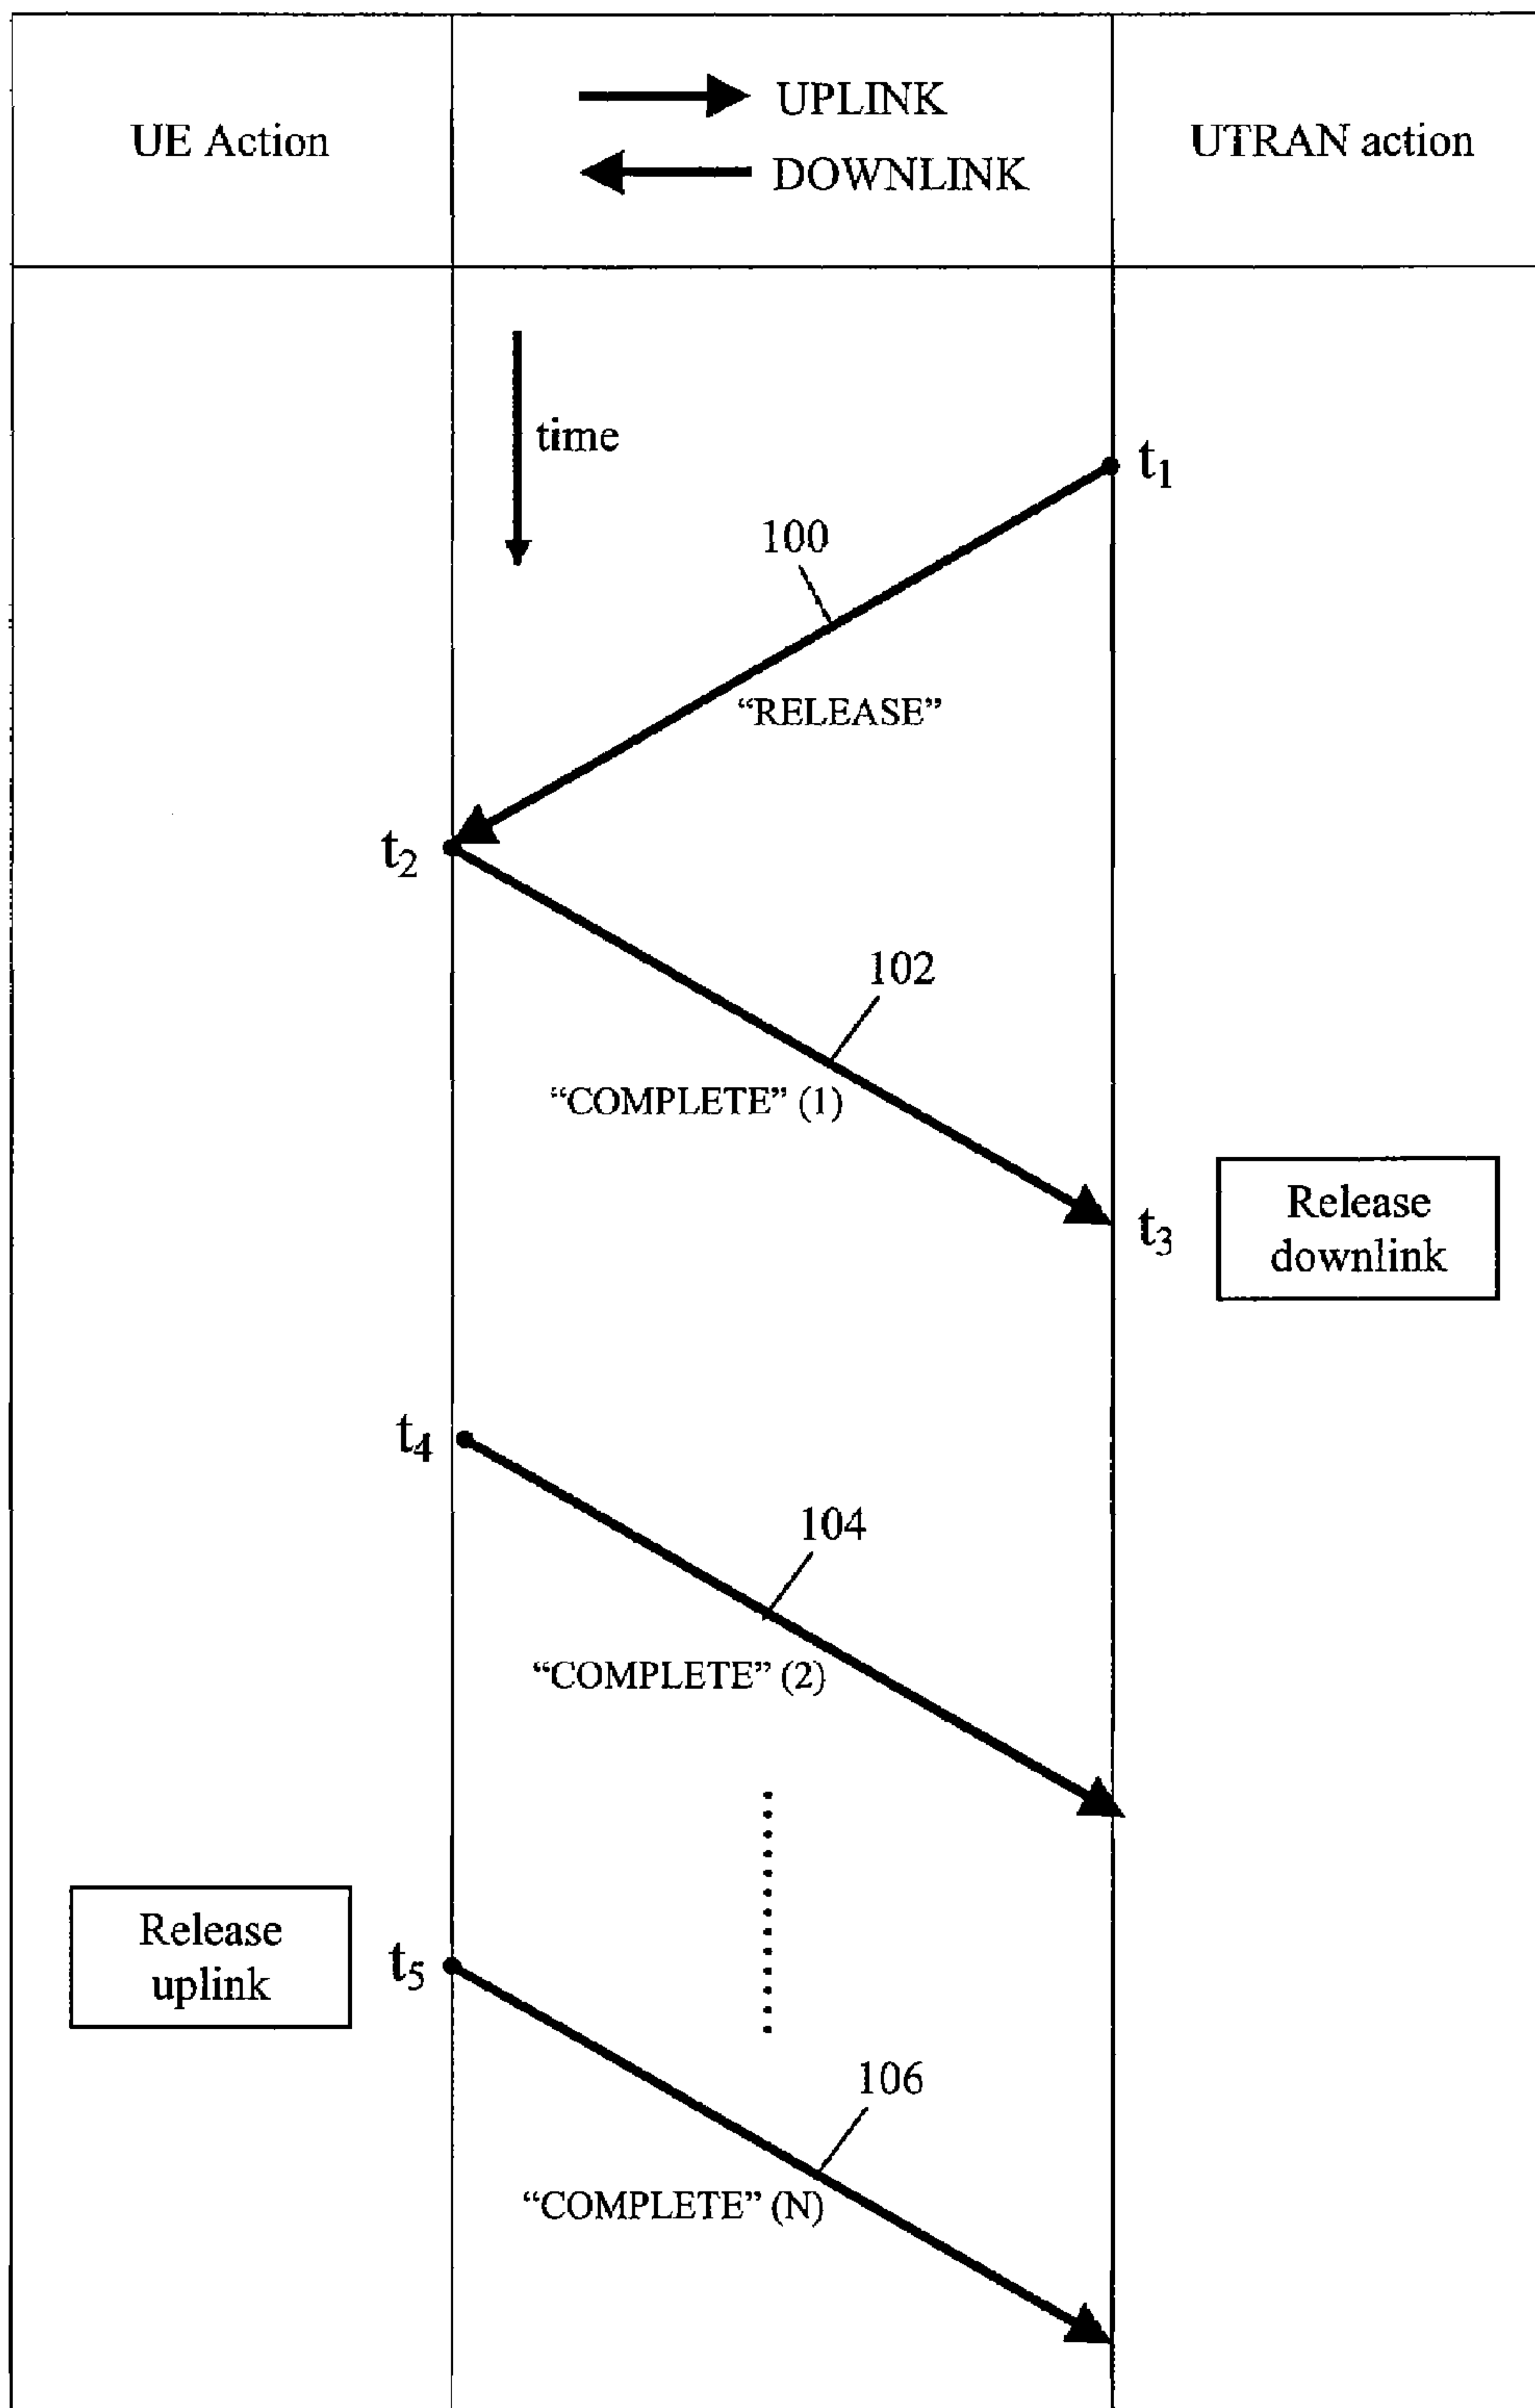 UE Action
UPLINK
DOWNLINK
UTRAN action
time
t₁
100
“RELEASE”
t₂
102
“COMPLETE” (1)
t₃
Release
downlink
t₄
104
“COMPLETE” (2)
Release
uplink
t₅
106
“COMPLETE” (N)